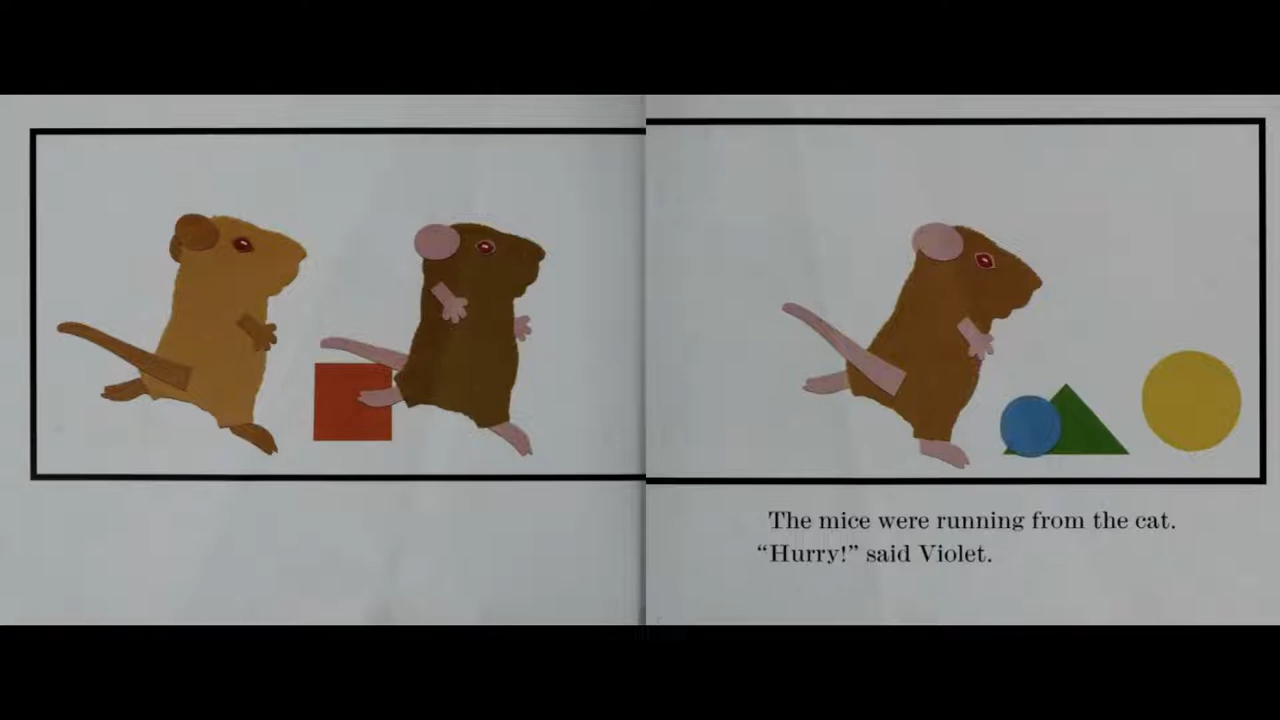 The mice were running from the cat.
“Hurry!” said Violet.